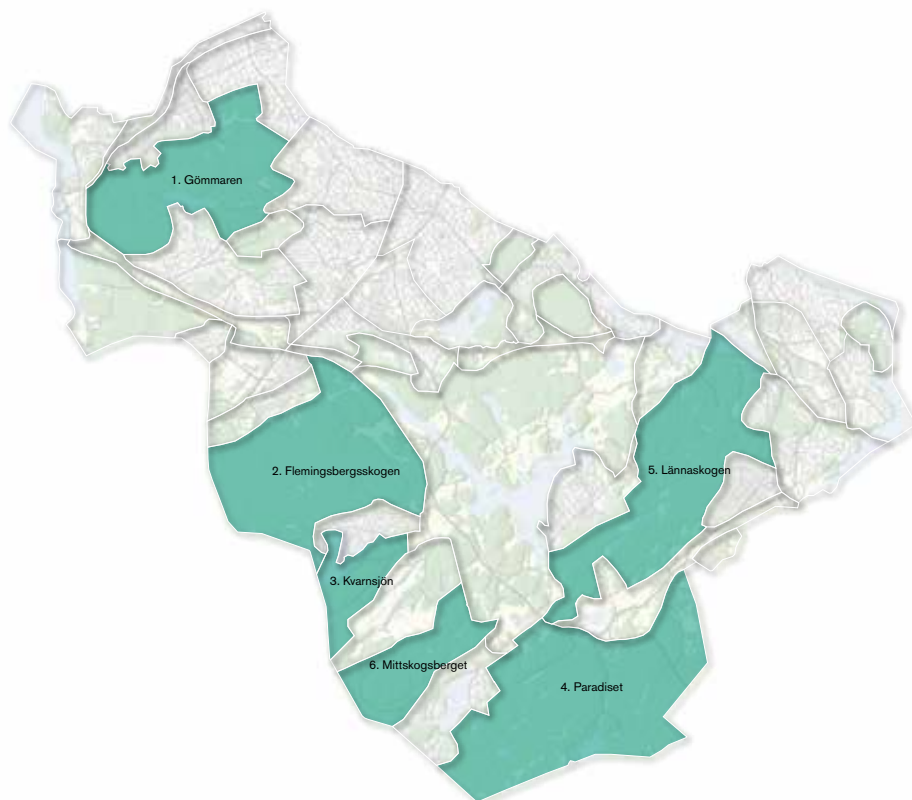 1. Gömmaren
2. Flemingsbergsskogen
5. Lännaskogen
3. Kvarnsjön
6. Mittskogsberget
4. Paradiset